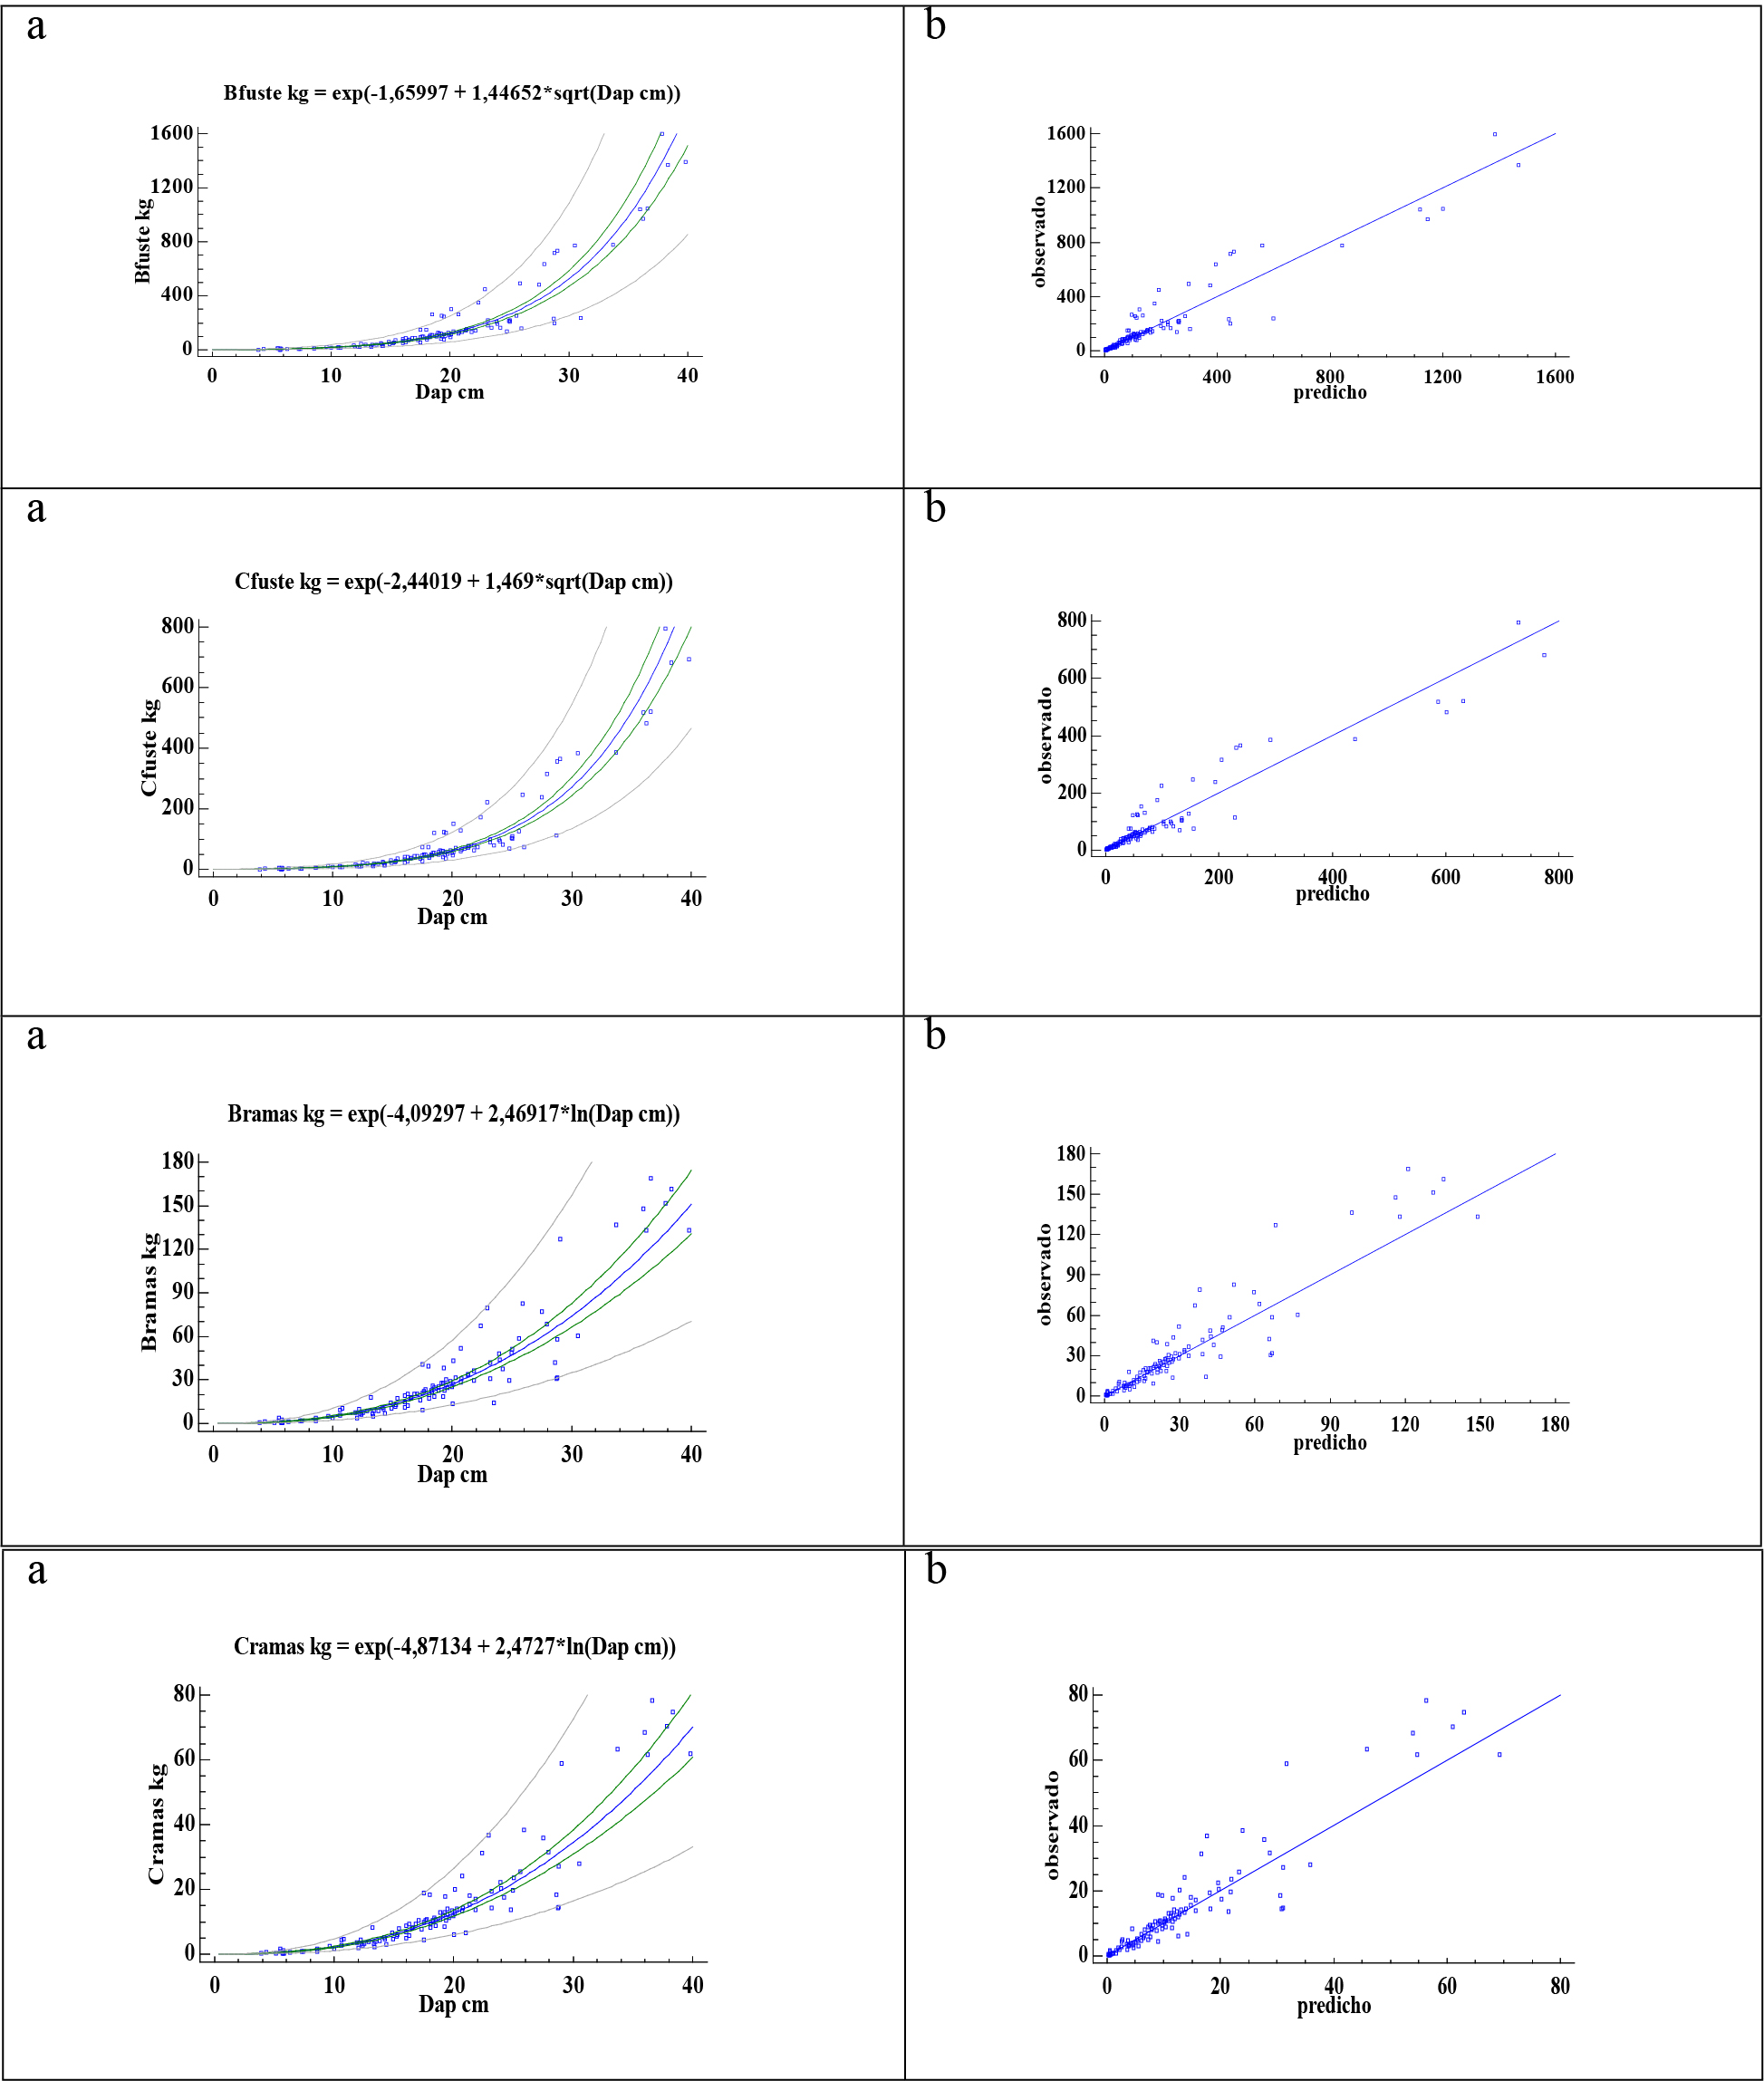 a
b
Bfuste kg = exp(-1,65997 + 1,44652*sqrt(Dap cm))
1600
1200
800
400
0
Bfuste kg
0 10 20 30 40
Dap cm
1600
1200
800
400
0
observado
0 400 800 1200 1600
predicho
a
b
Cfuste kg = exp(-2,44019 + 1,469*sqrt(Dap cm))
800
600
400
200
0
Cfuste kg
0 10 20 30 40
Dap cm
800
600
400
200
0
observado
0 200 400 600 800
predicho
a
b
Bramas kg = exp(-4,09297 + 2,46917*ln(Dap cm))
180
150
120
90
60
30
0
Bramas kg
0 10 20 30 40
Dap cm
180
150
120
90
60
30
0
observado
0 30 60 90 120 150 180
predicho
a
b
Cramas kg = exp(-4,87134 + 2,4727*ln(Dap cm))
80
60
40
20
0
Cramas kg
0 10 20 30 40
Dap cm
80
60
40
20
0
observado
0 20 40 60 80
predicho